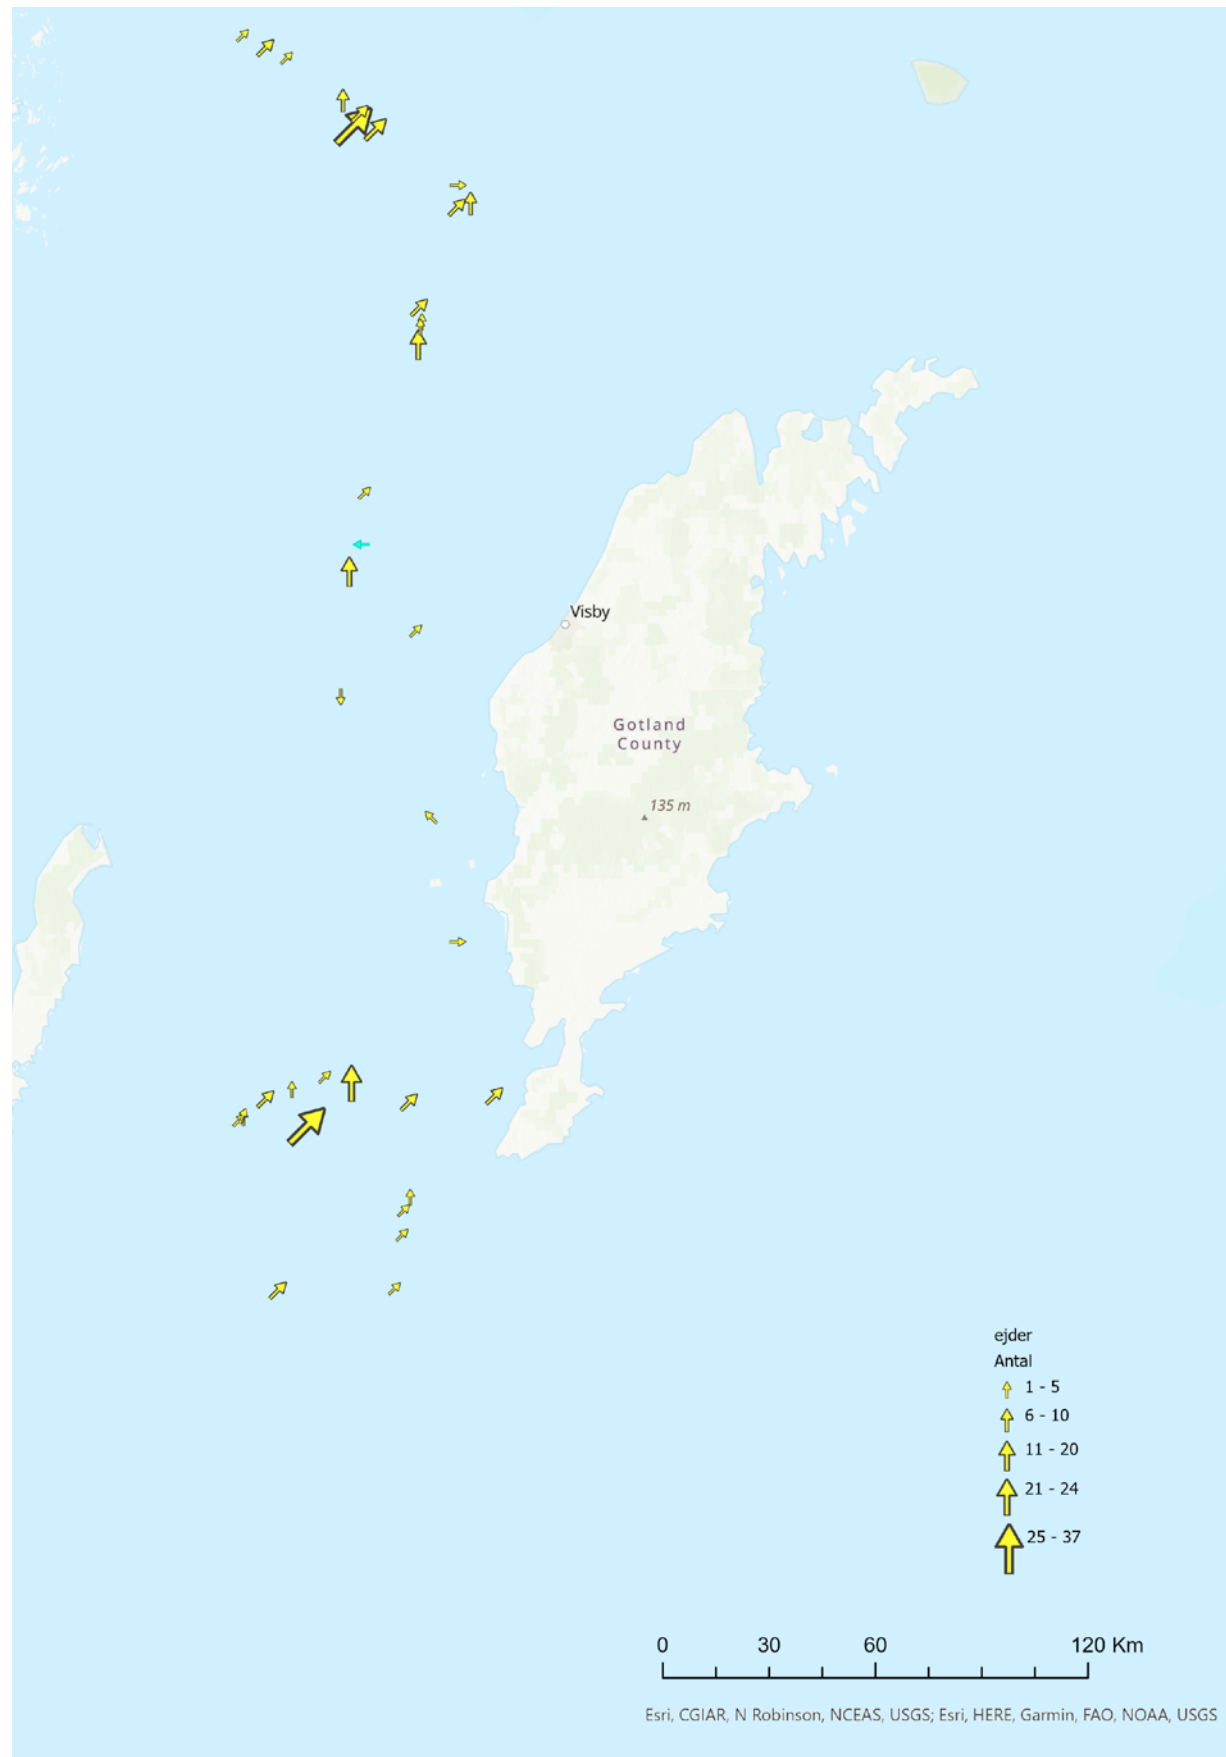 Visby
Gotland
County
135 m
ejder
Antal
1 - 5
6 - 10
11 - 20
21 - 24
25 - 37
0 30 60 120 Km
Esri, CGIAR, N Robinson, NCEAS, USGS; Esri, HERE, Garmin, FAO, NOAA, USGS